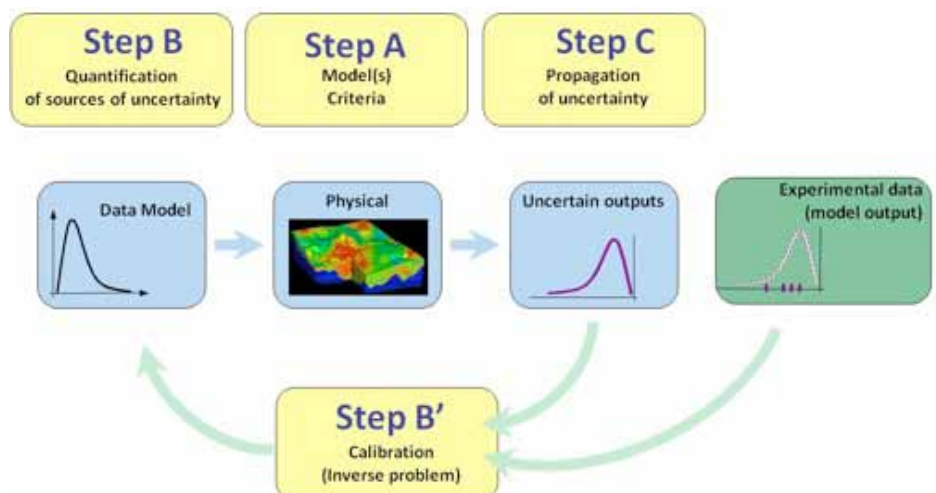 Step B
Quantification
of sources of uncertainty
Step A
Model(s)
Criteria
Step C
Propagation
of uncertainty
Data Model
Physical
Uncertain outputs
Experimental data
(model output)
Step B’
Calibration
(Inverse problem)